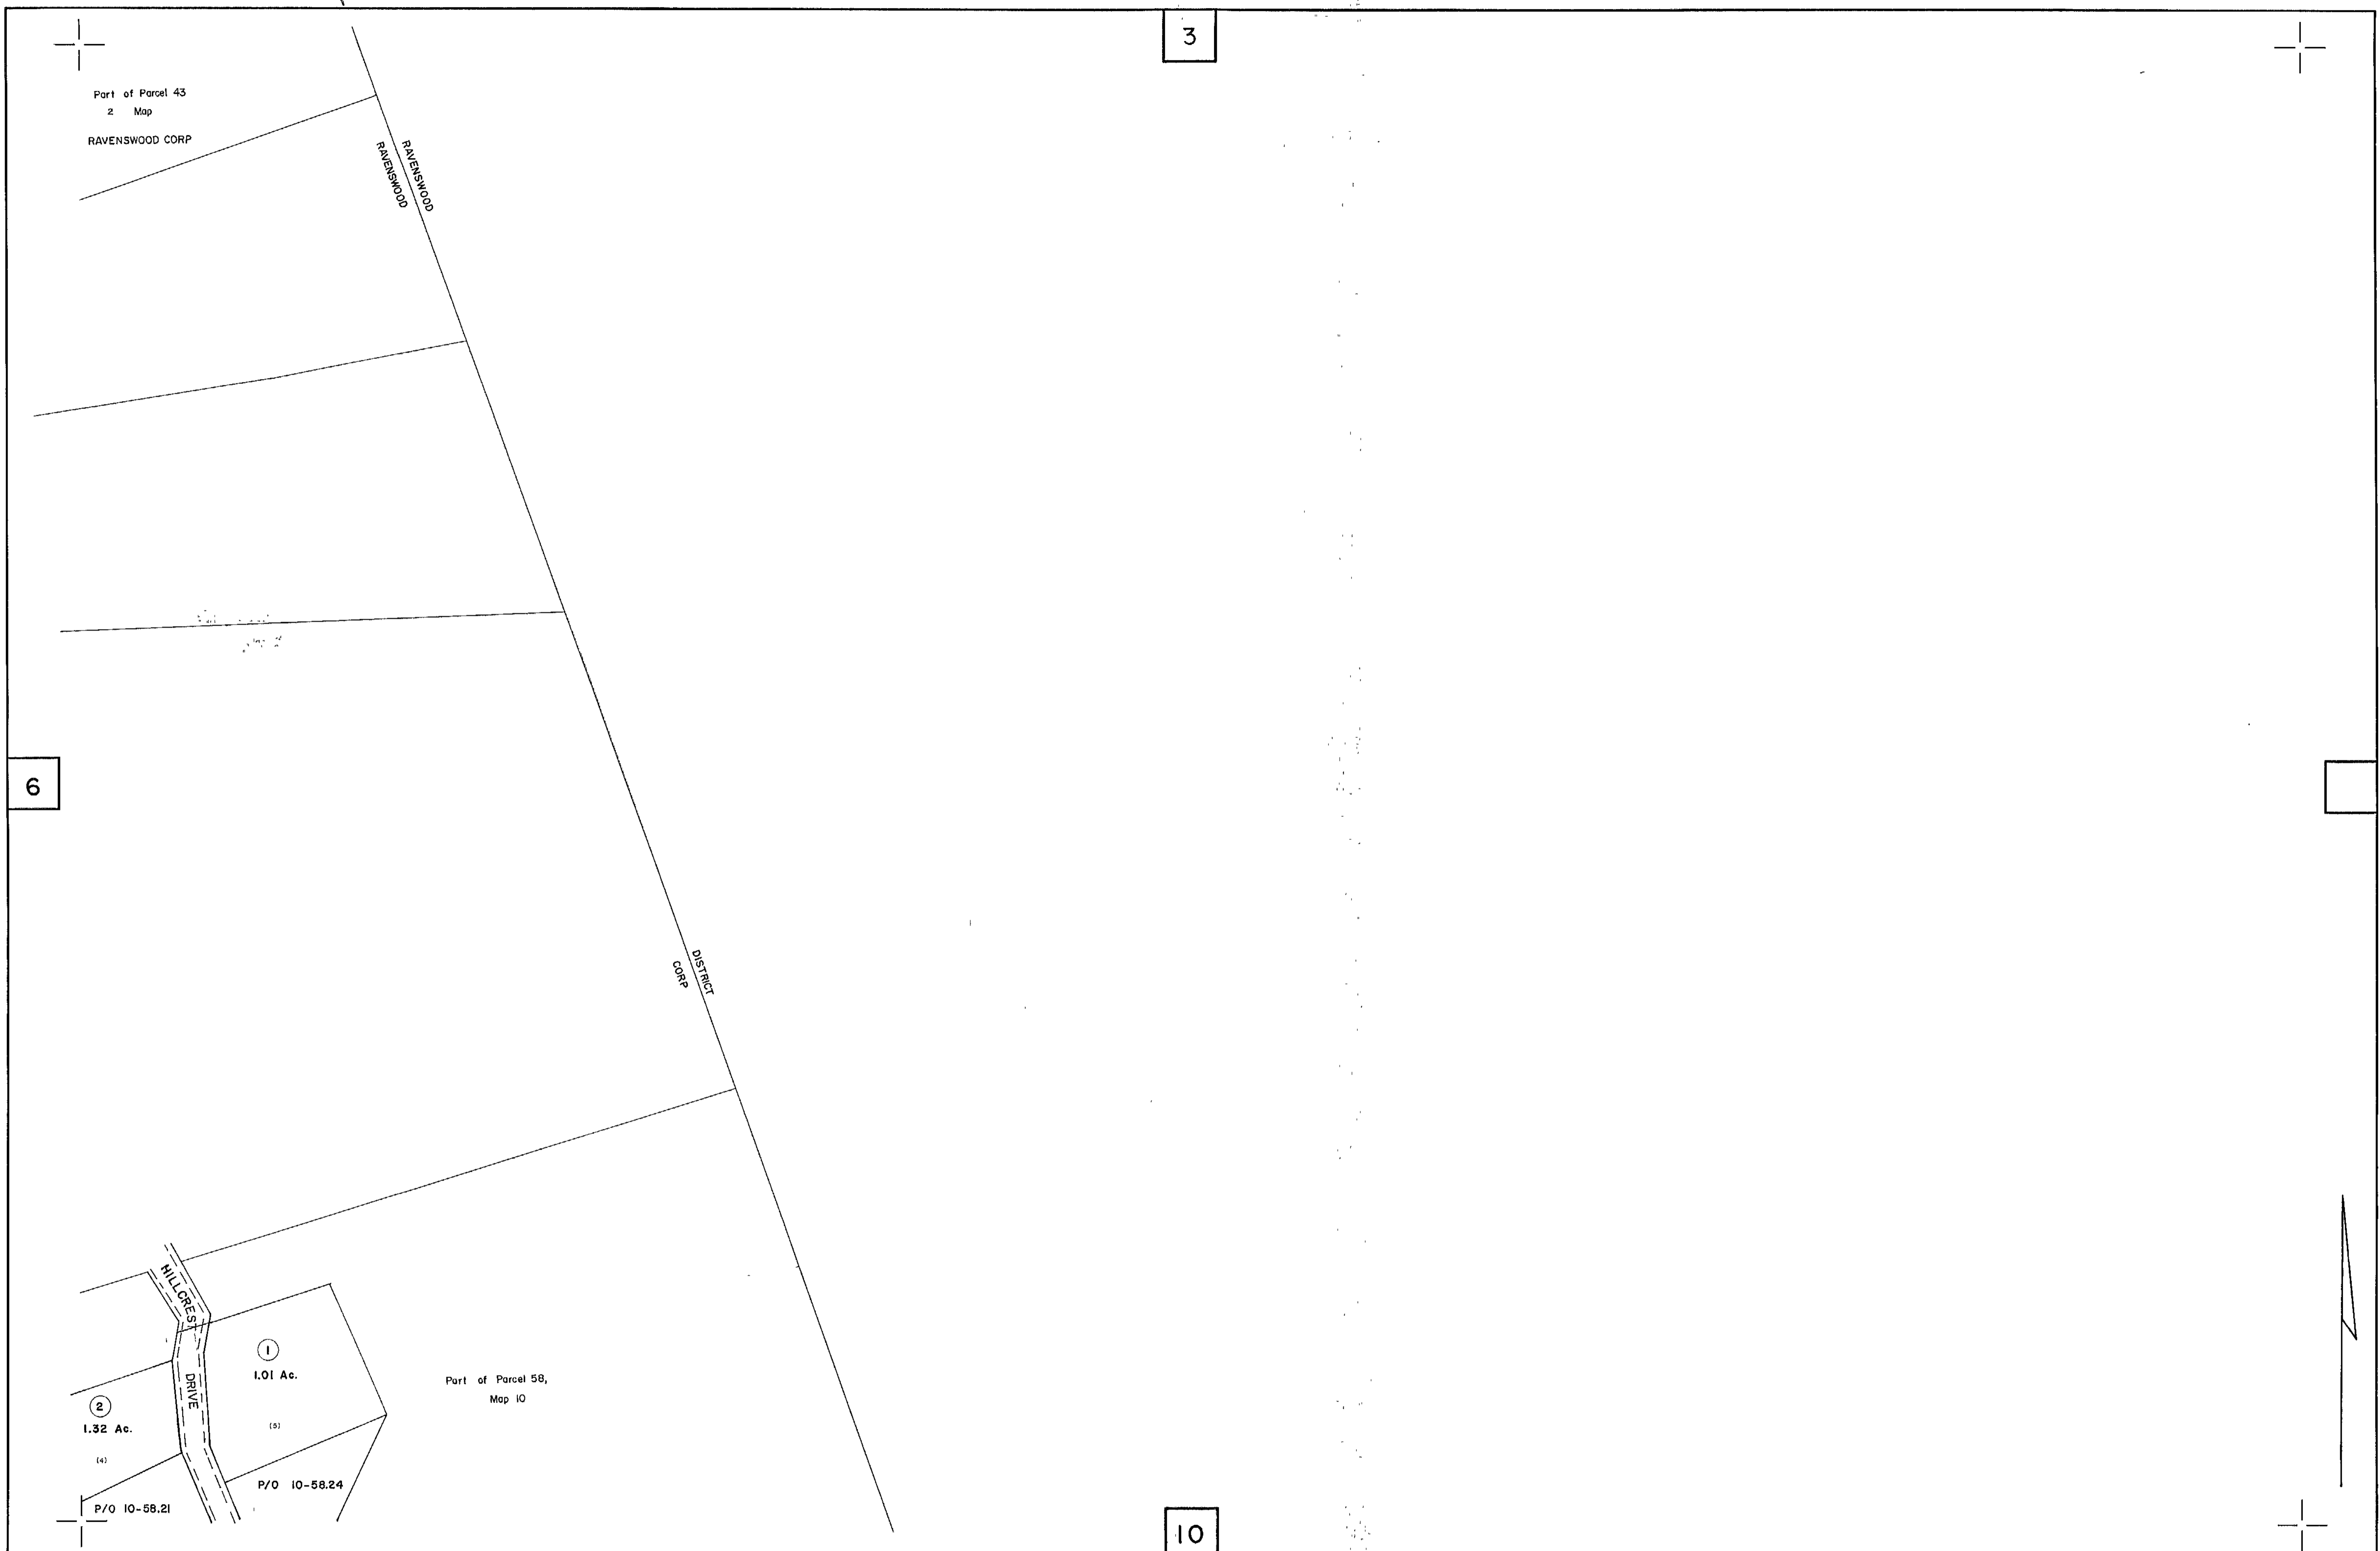 3
Part of Parcel 43
2 Map
RAVENSWOOD CORP
RAVENSWOOD
RAVENSWOOD
6
DISTRICT
CORP
HILLCREST
DRIVE
1
1.01 Ac.
(5)
Part of Parcel 58,
Map 10
2
1.32 Ac.
(4)
P/O 10-58.24
P/O 10-58.21
10